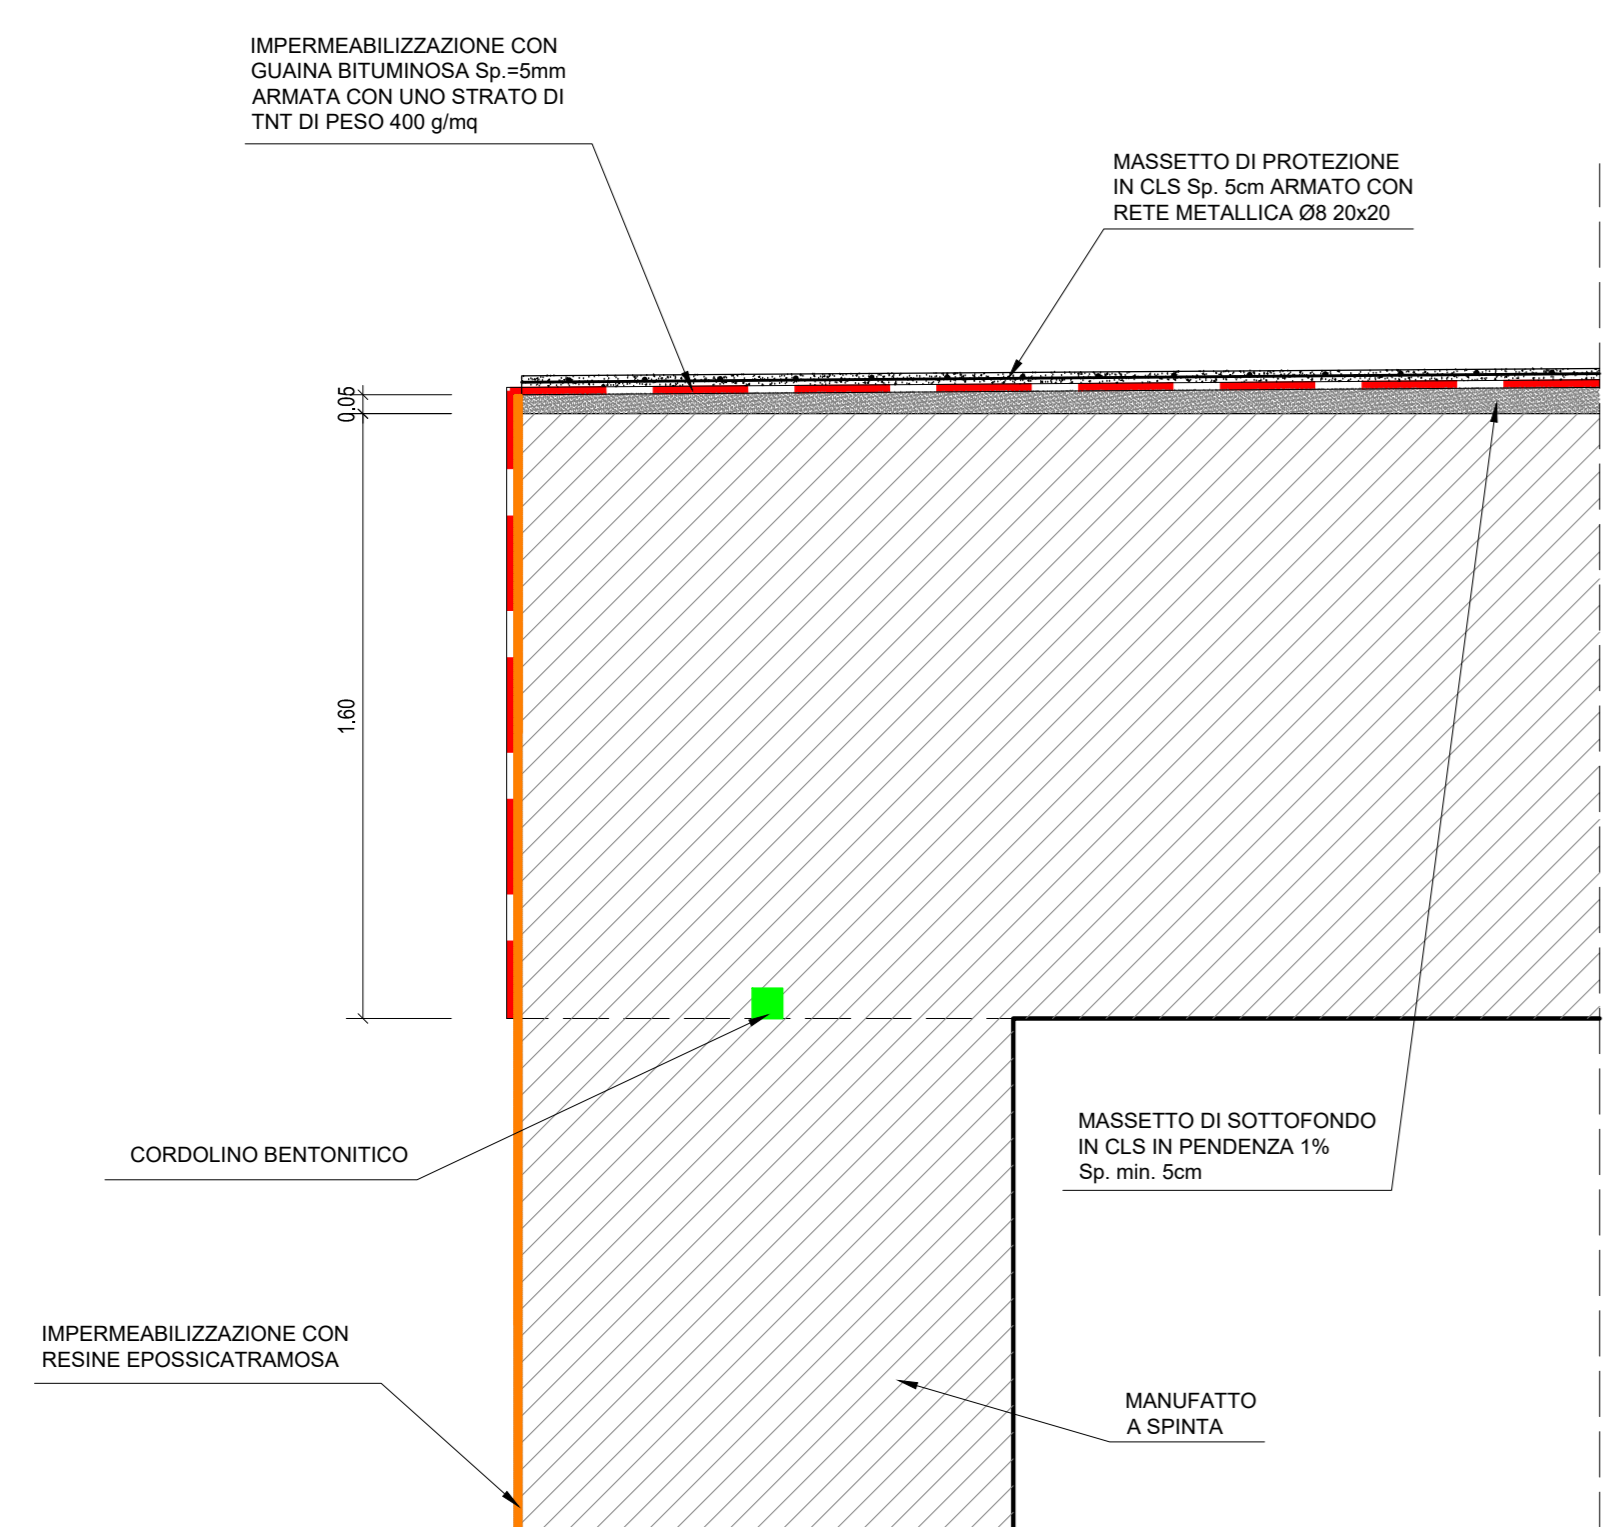 IMPERMEABILIZZAZIONE CON
GUAINA BITUMINOSA Sp.=5mm
ARMATA CON UNO STRATO DI
TNT DI PESO 400 g/mq
MASSETTO DI PROTEZIONE
IN CLS Sp. 5cm ARMATO CON
RETE METALLICA Ø8 20x20
0.05
1.60
CORDOLINO BENTONITICO
MASSETTO DI SOTTOFONDO
IN CLS IN PENDENZA 1%
Sp. min. 5cm
IMPERMEABILIZZAZIONE CON
RESINE EPOSSICATRAMOSA
MANUFATTO
A SPINTA